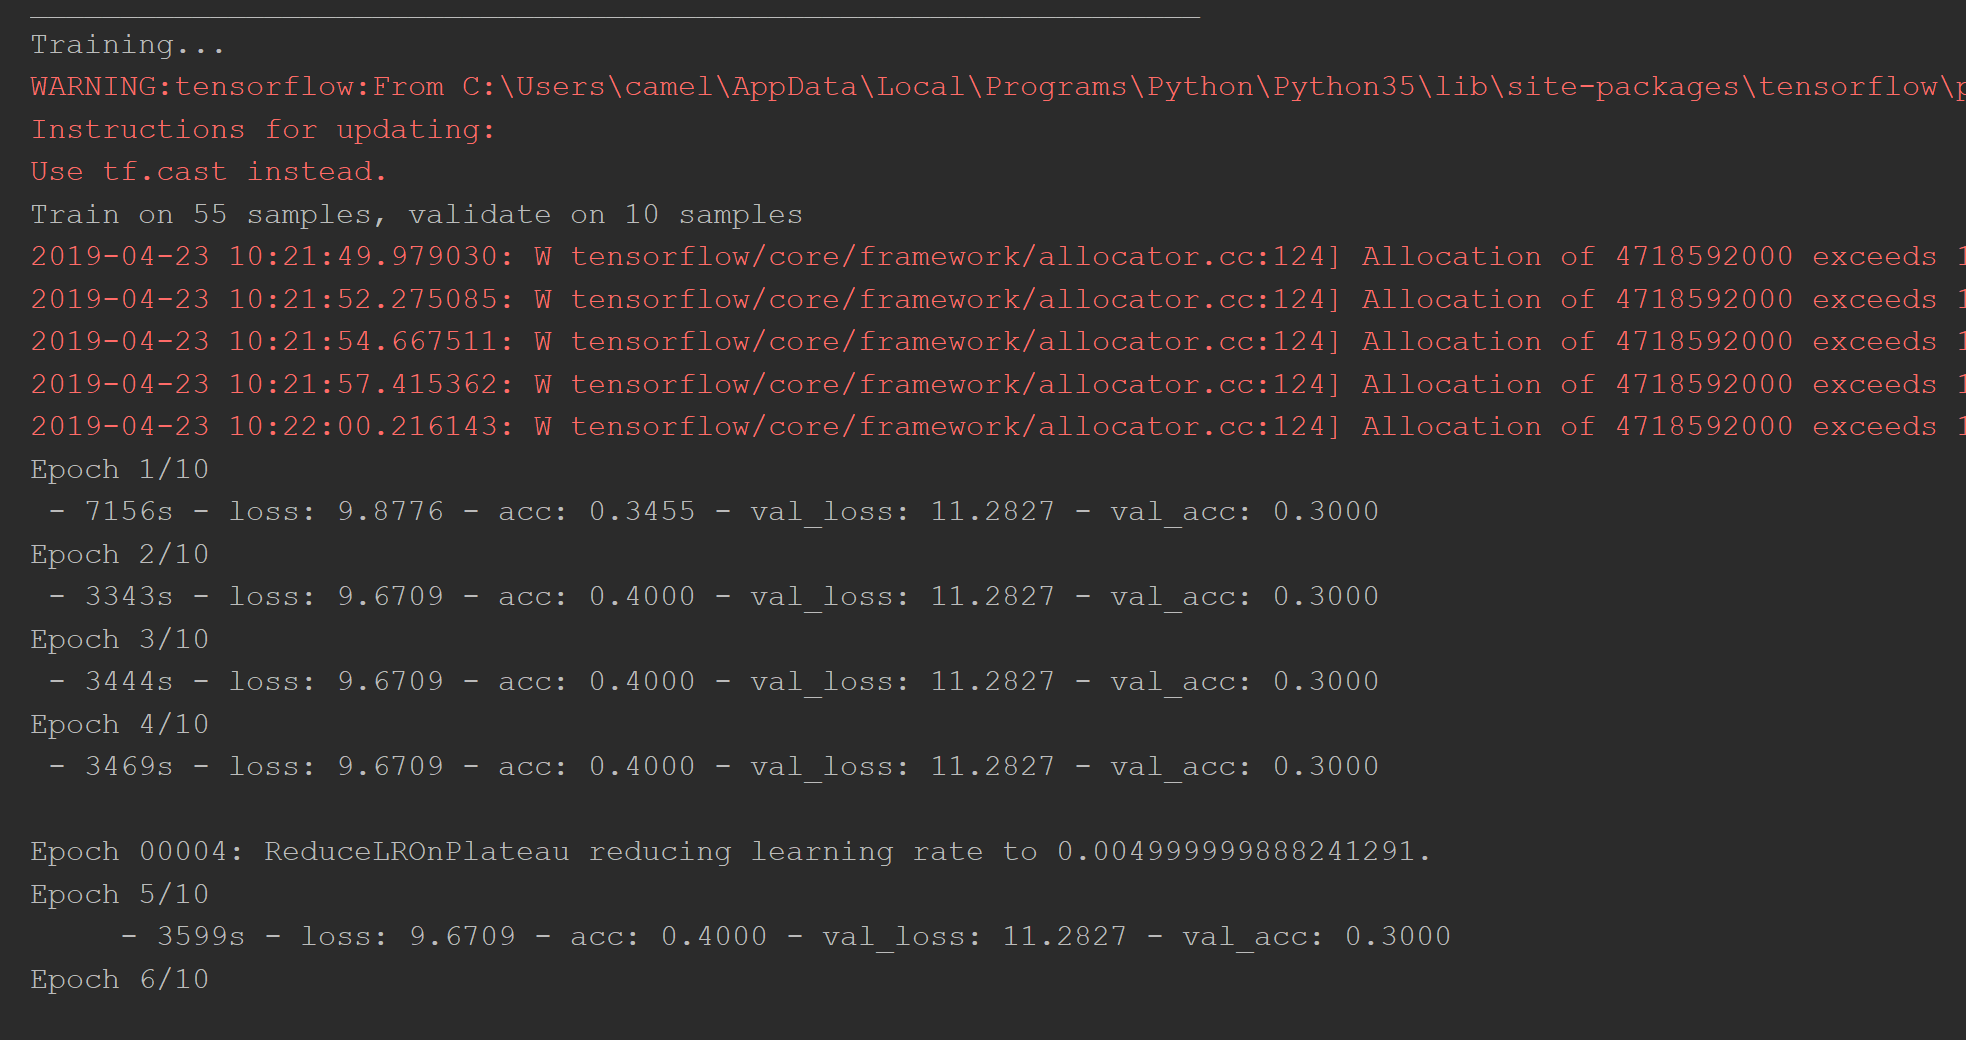 Training...
WARNING:tensorflow:From C:\Users\camel\AppData\Local\Programs\Python\Python35\lib\site-packages\tensorflow\p
Instructions for updating:
Use tf.cast instead.
Train on 55 samples, validate on 10 samples
2019-04-23 10:21:49.979030: W tensorflow/core/framework/allocator.cc:124] Allocation of 4718592000 exceeds 1
2019-04-23 10:21:52.275085: W tensorflow/core/framework/allocator.cc:124] Allocation of 4718592000 exceeds 1
2019-04-23 10:21:54.667511: W tensorflow/core/framework/allocator.cc:124] Allocation of 4718592000 exceeds 1
2019-04-23 10:21:57.415362: W tensorflow/core/framework/allocator.cc:124] Allocation of 4718592000 exceeds 1
2019-04-23 10:22:00.216143: W tensorflow/core/framework/allocator.cc:124] Allocation of 4718592000 exceeds 1
Epoch 1/10
 - 7156s - loss: 9.8776 - acc: 0.3455 - val_loss: 11.2827 - val_acc: 0.3000
Epoch 2/10
 - 3343s - loss: 9.6709 - acc: 0.4000 - val_loss: 11.2827 - val_acc: 0.3000
Epoch 3/10
 - 3444s - loss: 9.6709 - acc: 0.4000 - val_loss: 11.2827 - val_acc: 0.3000
Epoch 4/10
 - 3469s - loss: 9.6709 - acc: 0.4000 - val_loss: 11.2827 - val_acc: 0.3000
Epoch 00004: ReduceLROnPlateau reducing learning rate to 0.004999999888241291.
Epoch 5/10
 - 3599s - loss: 9.6709 - acc: 0.4000 - val_loss: 11.2827 - val_acc: 0.3000
Epoch 6/10